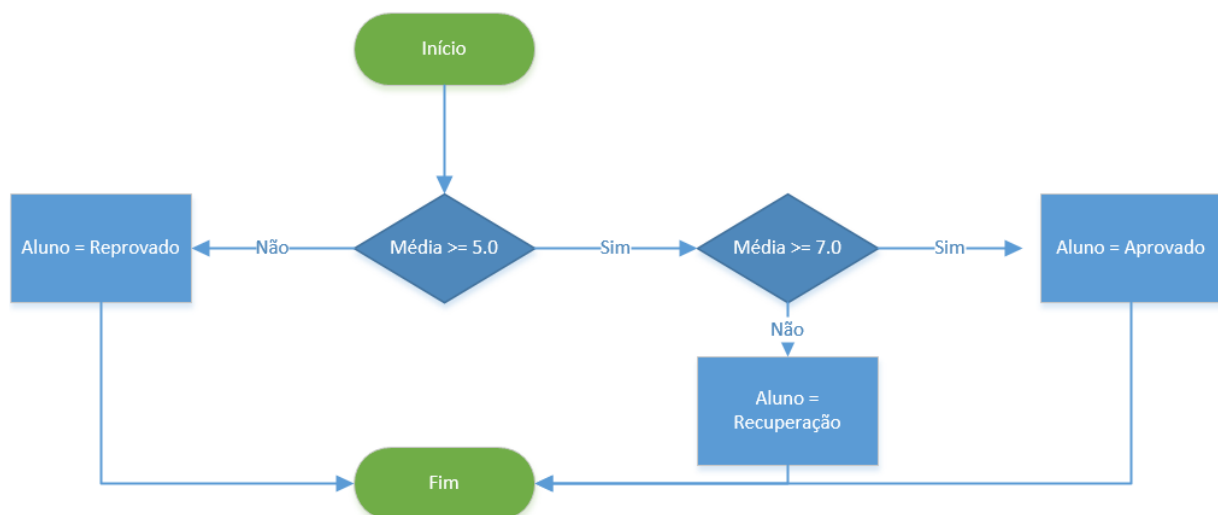 Início
Aluno = Reprovado
Não
Média >= 5.0
Sim
Média >= 7.0
Sim
Aluno = Aprovado
Não
Aluno =
Recuperação
Fim